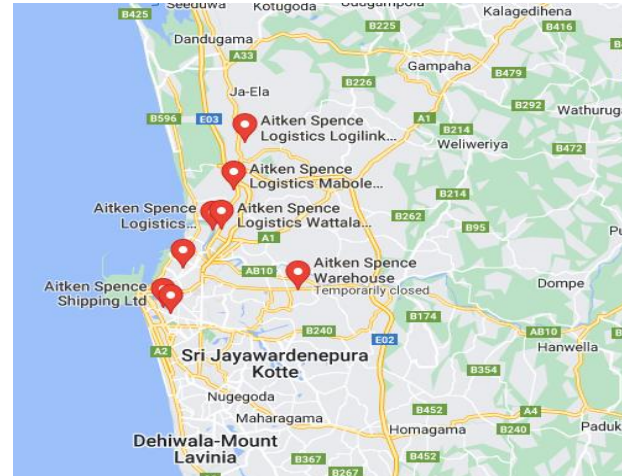 Seeduwa
Kotugoda
Kalagedihena
B425
B225
B416
Dandugama
A33
Gampaha
B479
B226
Ja-Ela
B292
Wathuruga
A1
B596
E03
Aitken Spence
Logistics Logilink...
B214
Weliweriya
B472
Aitken Spence
Logistics Mabole...
B214
Aitken Spence
Logistics...
Aitken Spence
Logistics Wattala...
B262
B95
A1
Aitken Spence
Warehouse
Temporarily closed
AB10
Aitken Spence
Shipping Ltd
Dompe
B174
AB10
B240
E02
Hanwella
A2
Sri Jayawardenepura
Kotte
B354
Nugegoda
B452
A4
Maharagama
Homagama
B240
Paduk
Dehiwala-Mount
Lavinia
B367
B452
B267